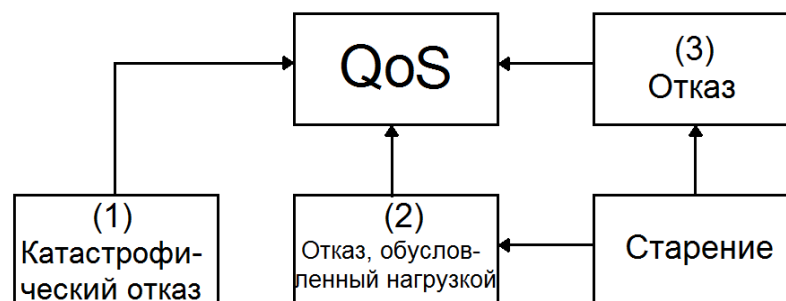 QoS
(3)
Отказ
(1)
Катастрофи-
ческий отказ
(2)
Отказ, обуслов-
ленный нагрузкой
Старение